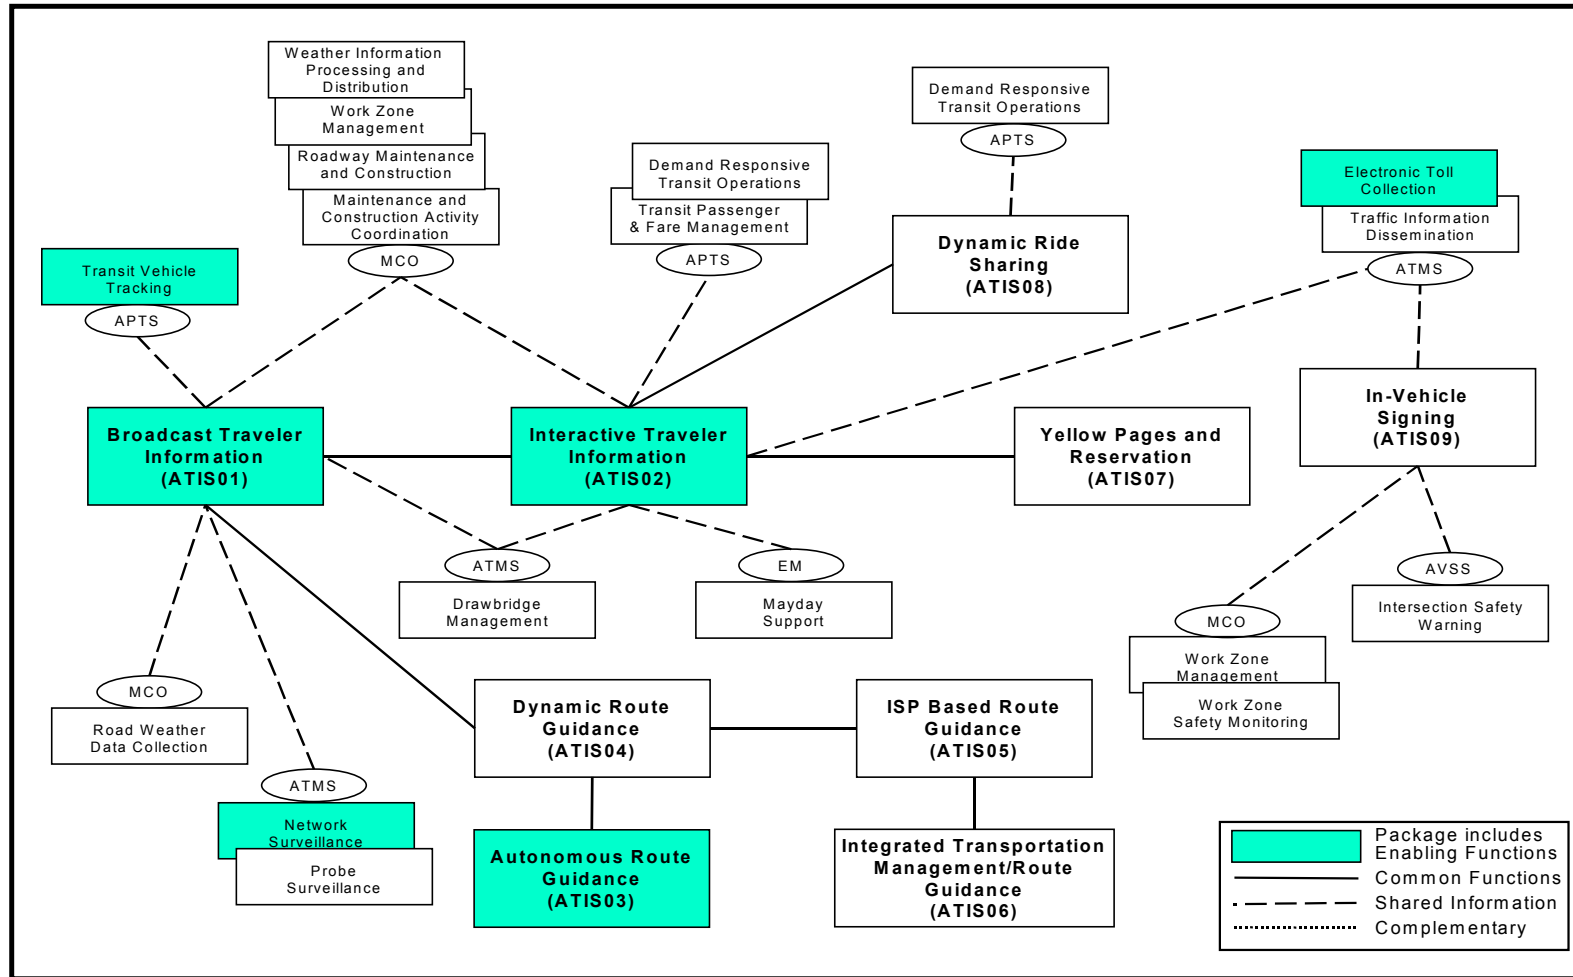 Weather Information
Processing and
Distribution
Work Zone
Management
Roadway Maintenance
and Construction
Maintenance and
Construction Activity
Coordination
MCO
Demand Responsive
Transit Operations
Transit Passenger
& Fare Management
APTS
Demand Responsive
Transit Operations
APTS
Electronic Toll
Collection
Traffic Information
Dissemination
ATMS
Transit Vehicle
Tracking
APTS
Dynamic Ride
Sharing
(ATIS08)
Broadcast Traveler
Information
(ATIS01)
Interactive Traveler
Information
(ATIS02)
Yellow Pages and
Reservation
(ATIS07)
In-Vehicle
Signing
(ATIS09)
ATMS
Drawbridge
Management
EM
Mayday
Support
AVSS
Intersection Safety
Warning
MCO
Work Zone
Management
Work Zone
Safety Monitoring
MCO
Road Weather
Data Collection
ATMS
Network
Surveillance
Probe
Surveillance
Dynamic Route
Guidance
(ATIS04)
ISP Based Route
Guidance
(ATIS05)
Autonomous Route
Guidance
(ATIS03)
Integrated Transportation
Management/Route
Guidance
(ATIS06)
Package includes
Enabling Functions
Common Functions
Shared Information
Complementary